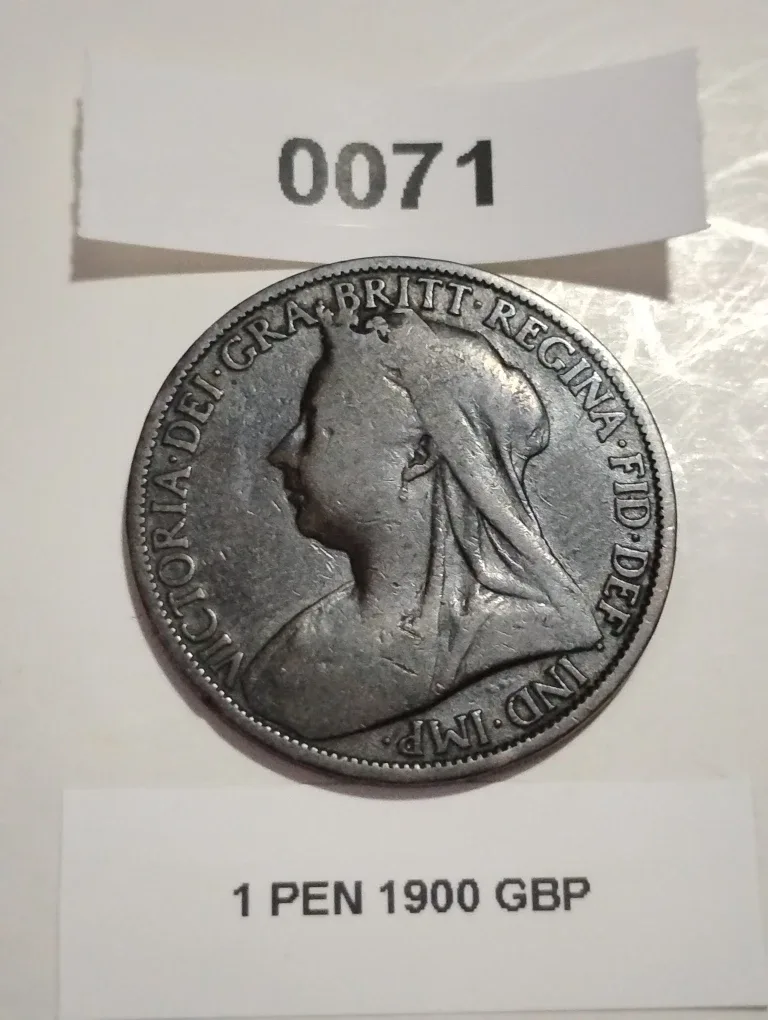 0071
VICTORIA·DEI·GRA·BRITT·REGINA·FID·DEF·IND·IMP·
1 PEN 1900 GBP